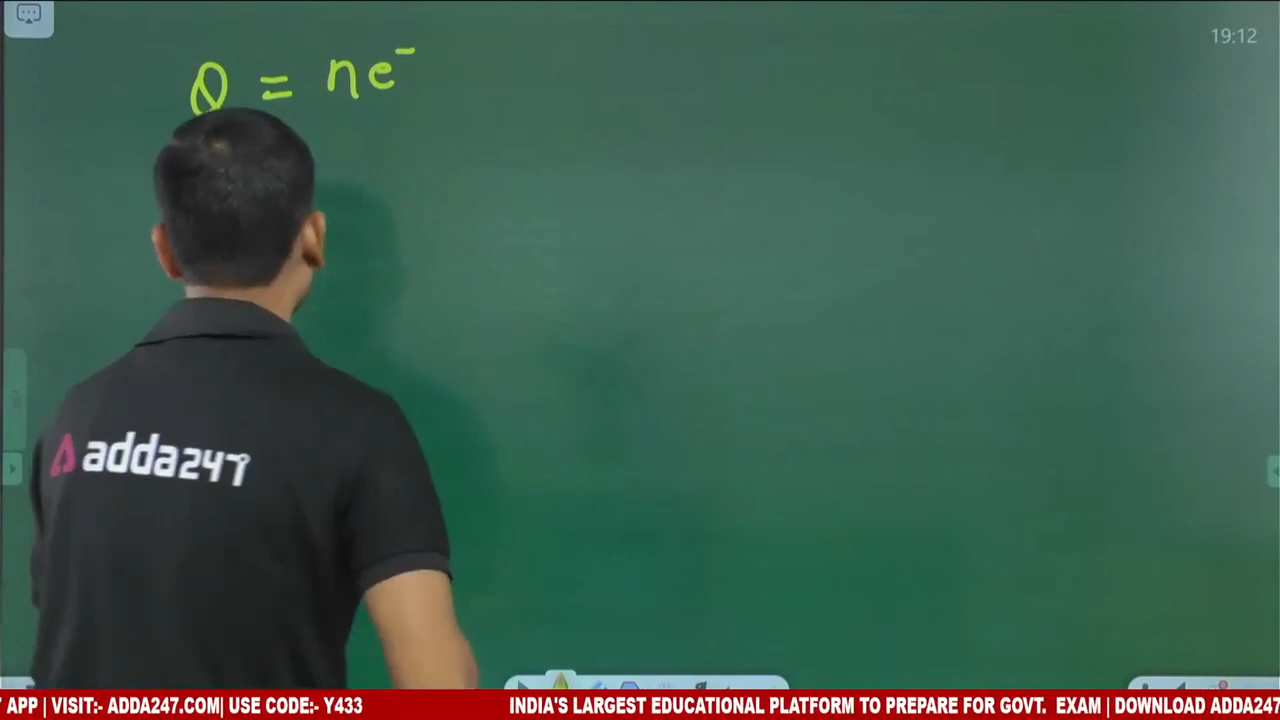 19:12
Q = ne⁻
adda247
APP | VISIT:- ADDA247.COM| USE CODE:- Y433 INDIA'S LARGEST EDUCATIONAL PLATFORM TO PREPARE FOR GOVT. EXAM | DOWNLOAD ADDA247